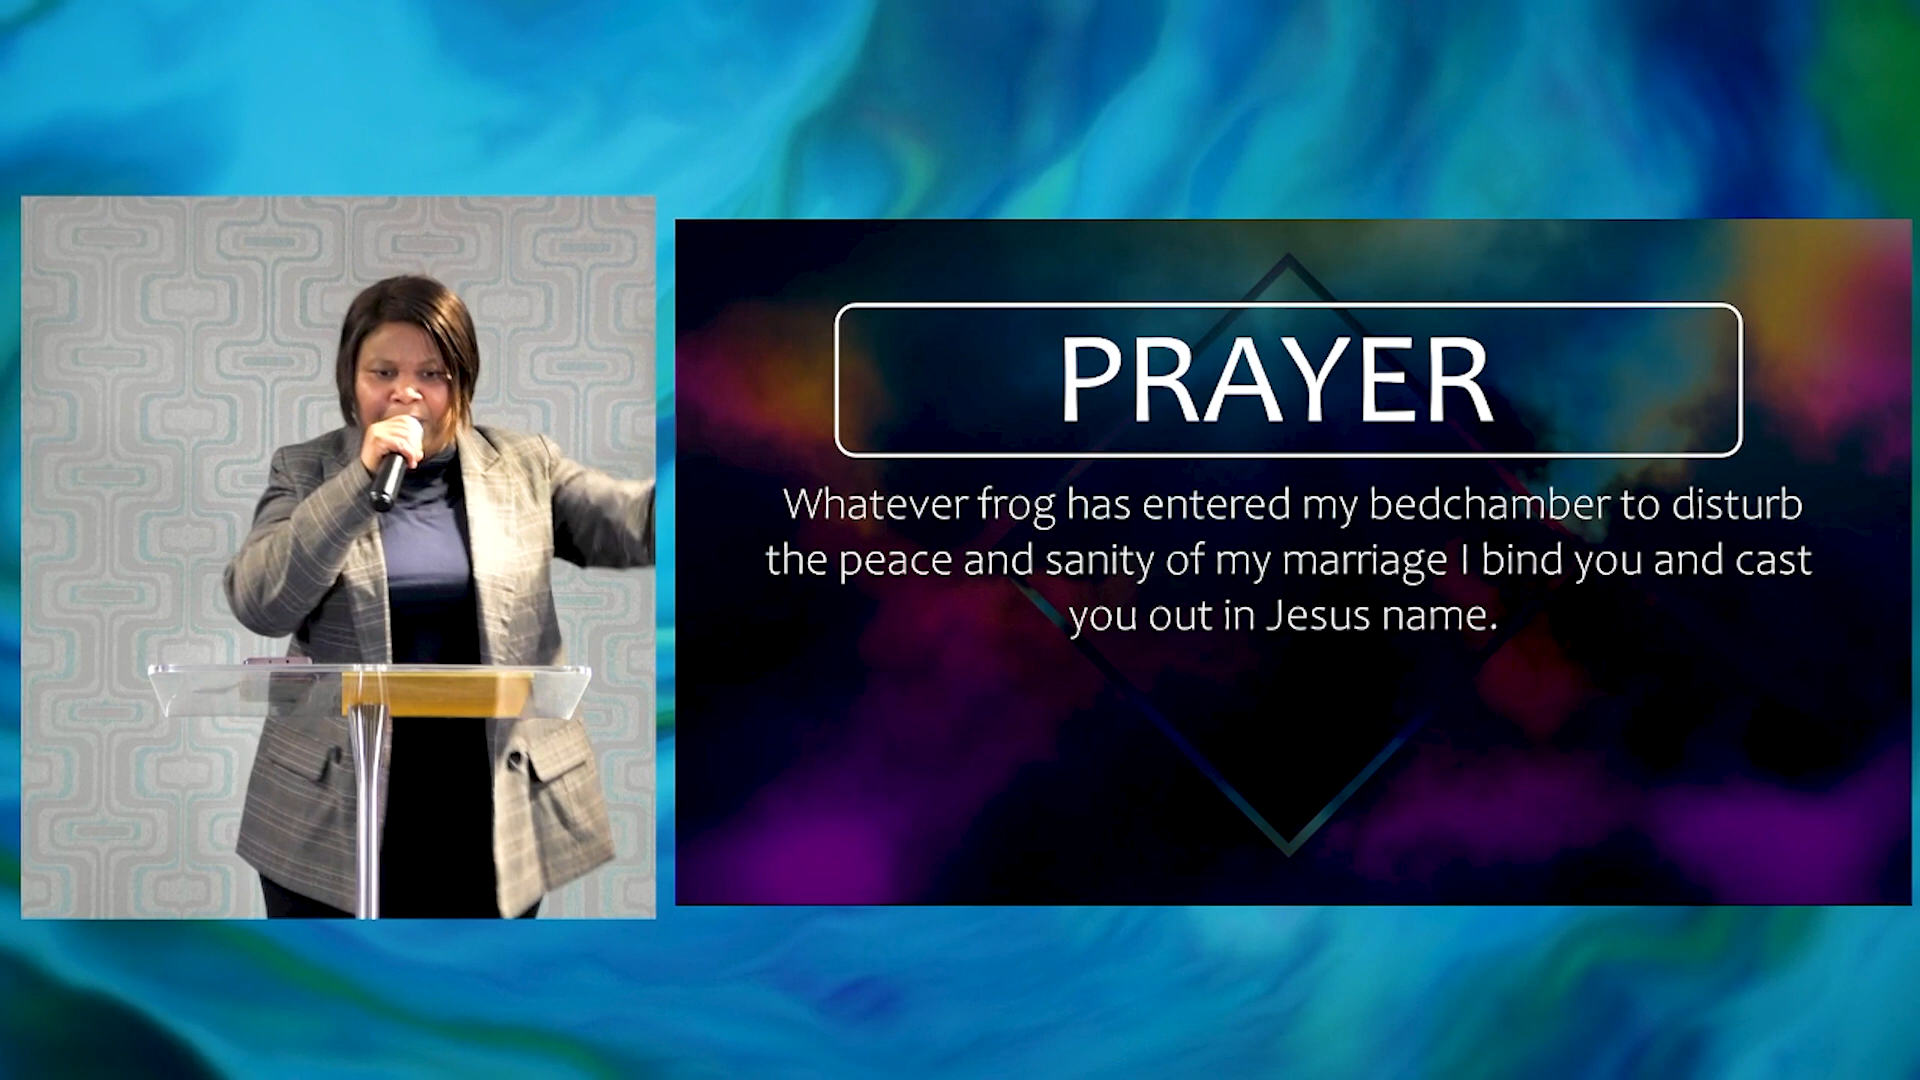 PRAYER
Whatever frog has entered my bedchamber to disturb
the peace and sanity of my marriage I bind you and cast
you out in Jesus name.